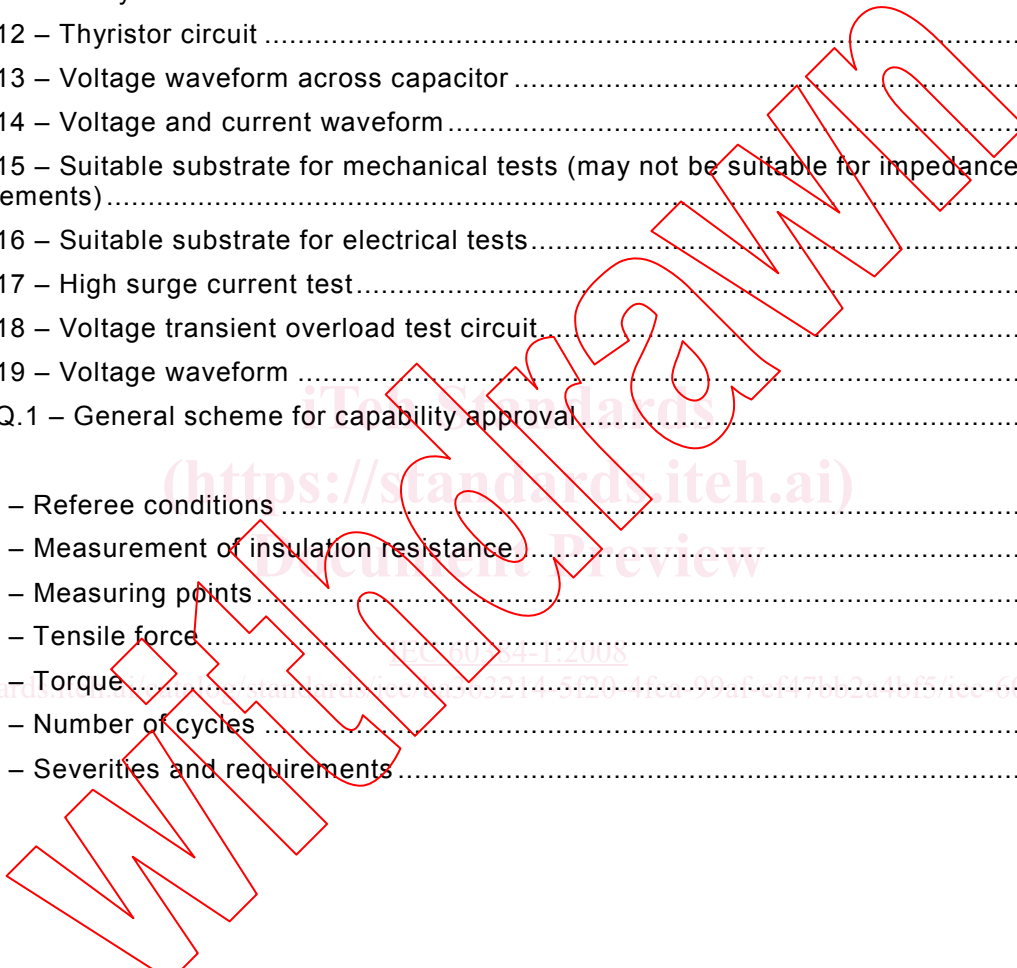 12 – Thyristor circuit ................................................................
13 – Voltage waveform across capacitor ................................................................
14 – Voltage and current waveform ................................................................
15 – Suitable substrate for mechanical tests (may not be suitable for impedance
ements) ................................................................
16 – Suitable substrate for electrical tests ................................................................
17 – High surge current test ................................................................
18 – Voltage transient overload test circuit ................................................................
19 – Voltage waveform ................................................................
iTeh Standards
Q.1 – General scheme for capability approval ................................................................
(https://standards.iteh.ai)
– Referee conditions ................................................................
– Measurement of insulation resistance ................................................................
Document Preview
– Measuring points ................................................................
– Tensile force ................................................................
IEC 60384-1:2008
– Torque ................................................................
– Number of cycles ................................................................
– Severities and requirements ................................................................
withdrawn